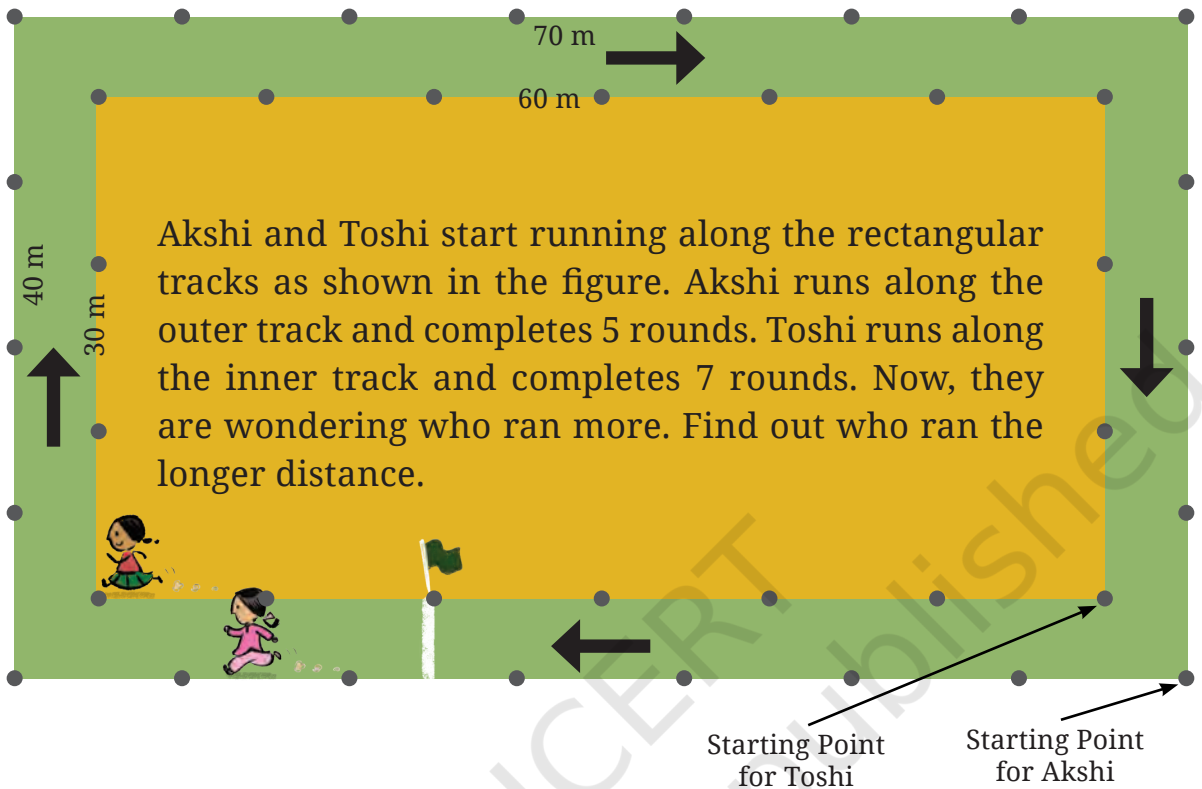 70 m
60 m
40 m
30 m
Akshi and Toshi start running along the rectangular
tracks as shown in the figure. Akshi runs along the
outer track and completes 5 rounds. Toshi runs along
the inner track and completes 7 rounds. Now, they
are wondering who ran more. Find out who ran the
longer distance.
Starting Point
for Toshi
Starting Point
for Akshi
NCERT
published